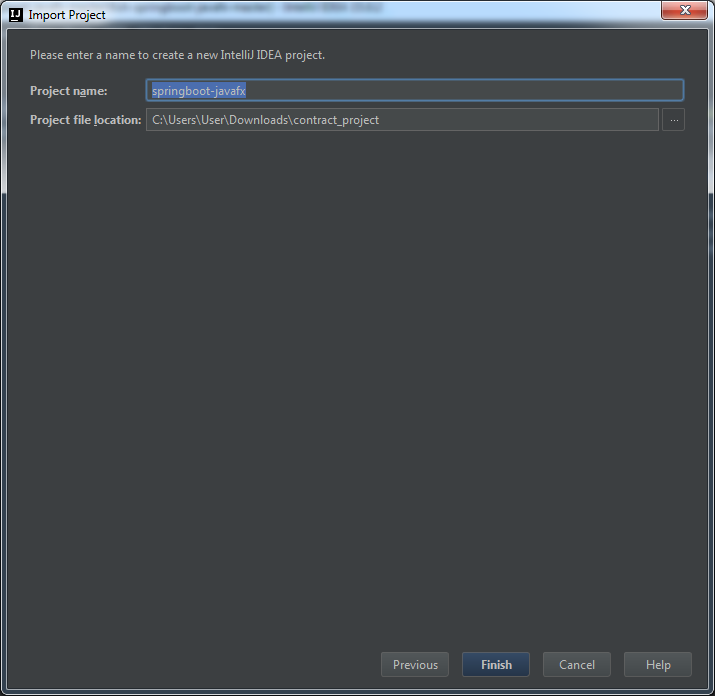 IJ Import Project
Please enter a name to create a new IntelliJ IDEA project.
Project name: springboot-javafx
Project file location: C:\Users\User\Downloads\contract_project ...
Previous Finish Cancel Help